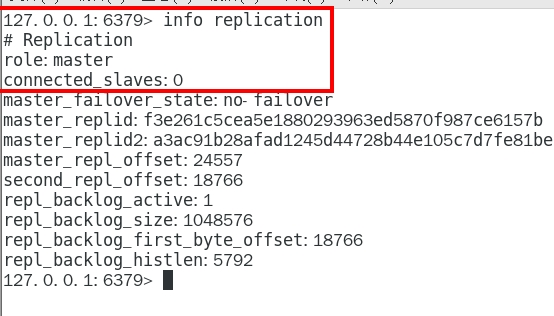 127.0.0.1:6379> info replication
# Replication
role:master
connected_slaves:0
master_failover_state:no-failover
master_replid:f3e261c5cea5e1880293963ed5870f987ce6157b
master_replid2:a3ac91b28afad1245d44728b44e105c7d7fe81be
master_repl_offset:24557
second_repl_offset:18766
repl_backlog_active:1
repl_backlog_size:1048576
repl_backlog_first_byte_offset:18766
repl_backlog_histlen:5792
127.0.0.1:6379>